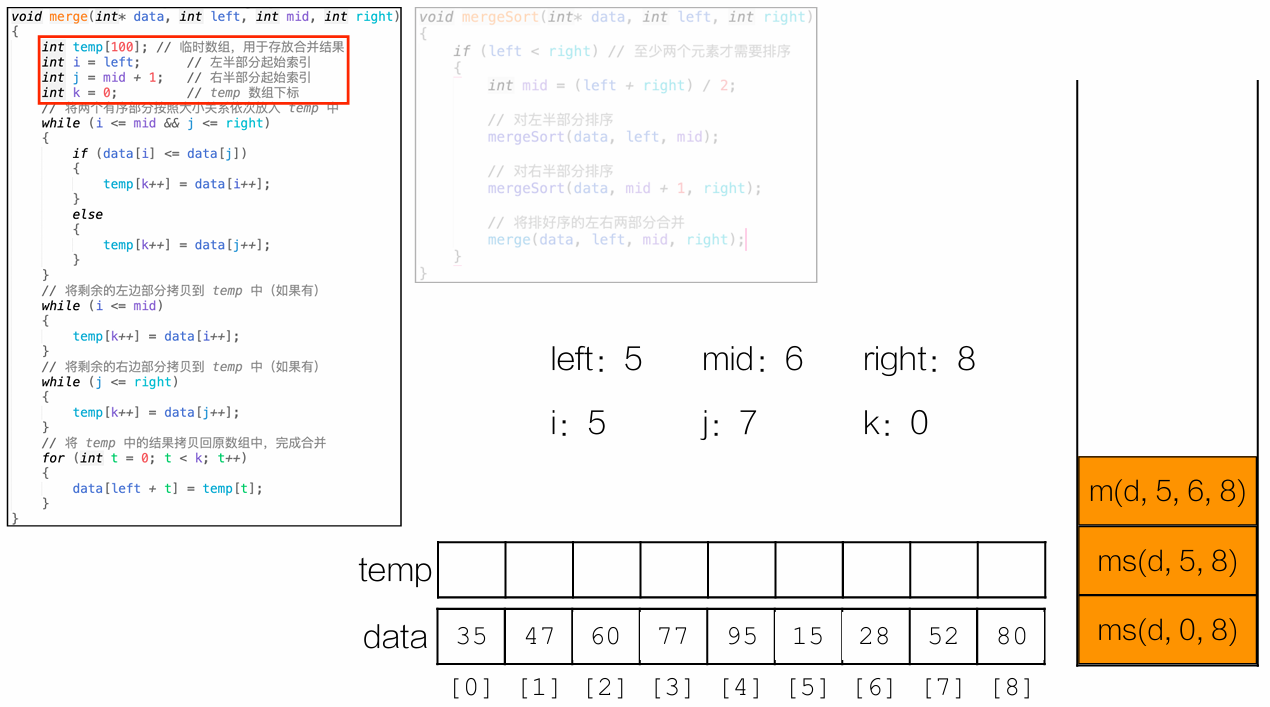 void merge(int* data, int left, int mid, int right)
{
    int temp[100]; // 临时数组，用于存放合并结果
    int i = left;      // 左半部分起始索引
    int j = mid + 1;   // 右半部分起始索引
    int k = 0;         // temp 数组下标
    // 将两个有序部分按照大小关系依次放入 temp 中
    while (i <= mid && j <= right)
    {
        if (data[i] <= data[j])
        {
            temp[k++] = data[i++];
        }
        else
        {
            temp[k++] = data[j++];
        }
    }
    // 将剩余的左边部分拷贝到 temp 中（如果有）
    while (i <= mid)
    {
        temp[k++] = data[i++];
    }
    // 将剩余的右边部分拷贝到 temp 中（如果有）
    while (j <= right)
    {
        temp[k++] = data[j++];
    }
    // 将 temp 中的结果拷贝回原数组中，完成合并
    for (int t = 0; t < k; t++)
    {
        data[left + t] = temp[t];
    }
}
void mergeSort(int* data, int left, int right)
{
    if (left < right) // 至少两个元素才需要排序
    {
        int mid = (left + right) / 2;
        // 对左半部分排序
        mergeSort(data, left, mid);
        // 对右半部分排序
        mergeSort(data, mid + 1, right);
        // 将排好序的左右两部分合并
        merge(data, left, mid, right);
    }
}
left：5 mid：6 right：8
i：5 j：7 k：0
m(d, 5, 6, 8)
ms(d, 5, 8)
ms(d, 0, 8)
temp
data 35 47 60 77 95 15 28 52 80
[0] [1] [2] [3] [4] [5] [6] [7] [8]